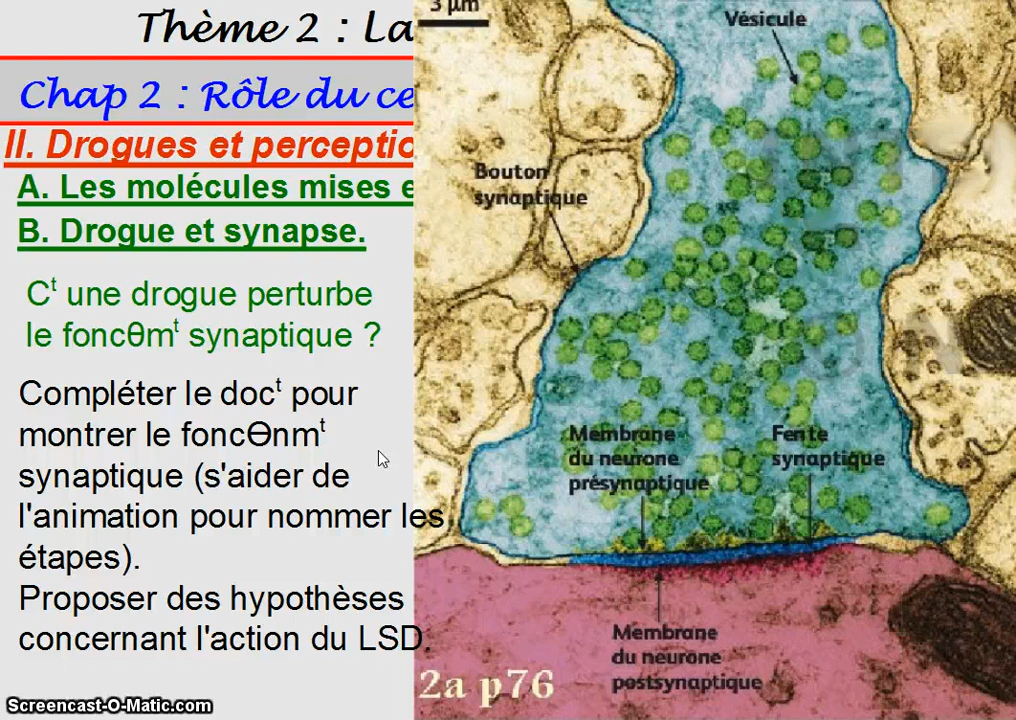 Thème 2 : La
Chap 2 : Rôle du ce
II. Drogues et perceptio
A. Les molécules mises e
B. Drogue et synapse.
Cᵗ une drogue perturbe
le foncθmᵗ synaptique ?
Compléter le docᵗ pour
montrer le foncϴnmᵗ
synaptique (s'aider de
l'animation pour nommer les
étapes).
Proposer des hypothèses
concernant l'action du LSD.
3 µm
Vésicule
Bouton
synaptique
Membrane
du neurone
présynaptique
Fente
synaptique
Membrane
du neurone
postsynaptique
2a p76
Screencast-O-Matic.com